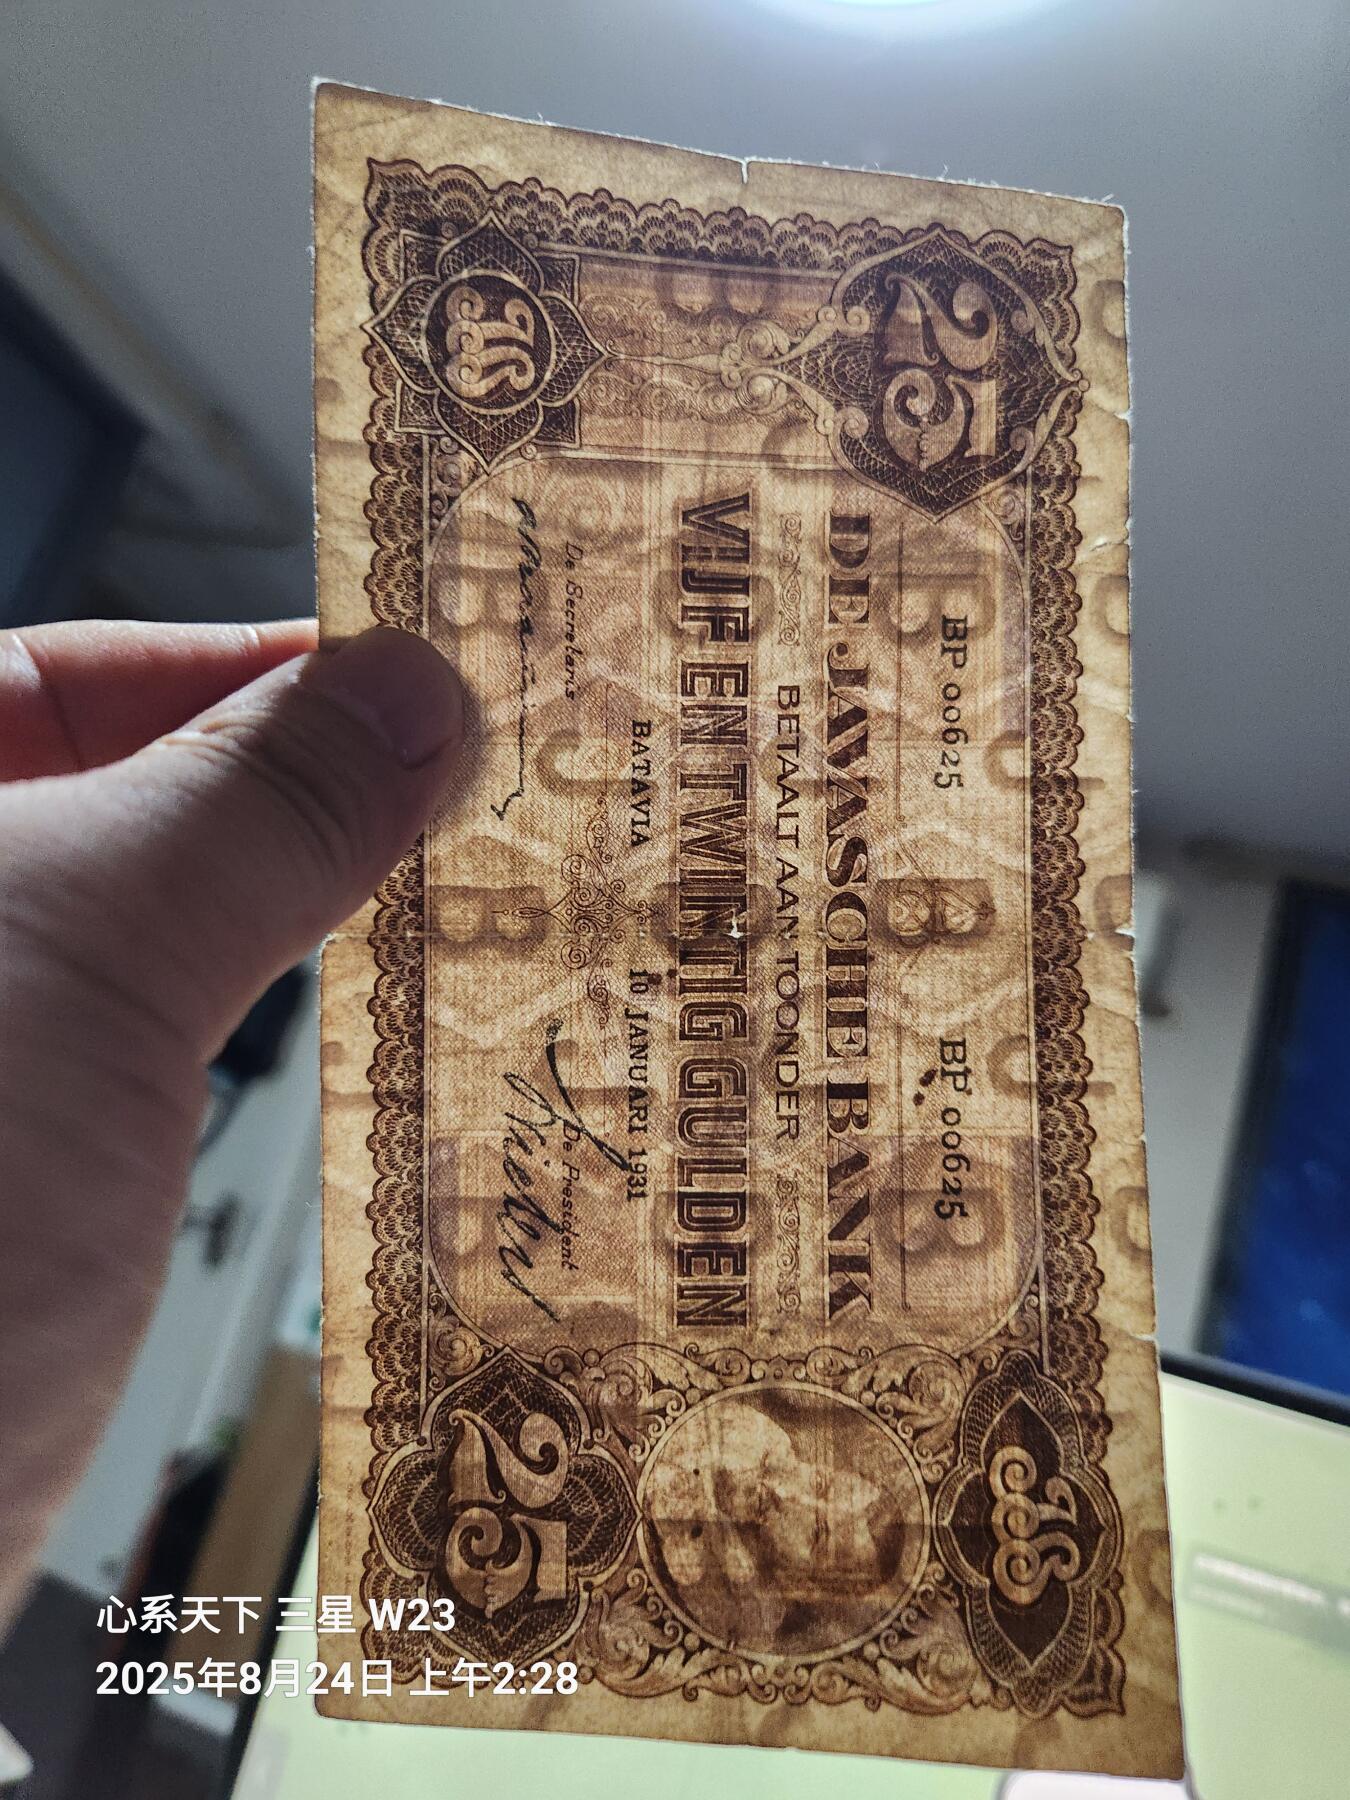 BP 00625
BP 00625
DE JAVASCHE BANK
BETAALT AAN TOONDER
VIJF EN TWINTIG GULDEN
BATAVIA 10 JANUARI 1931
De Secretaris
De President
25
25
心系天下 三星 W23
2025年8月24日 上午2:28